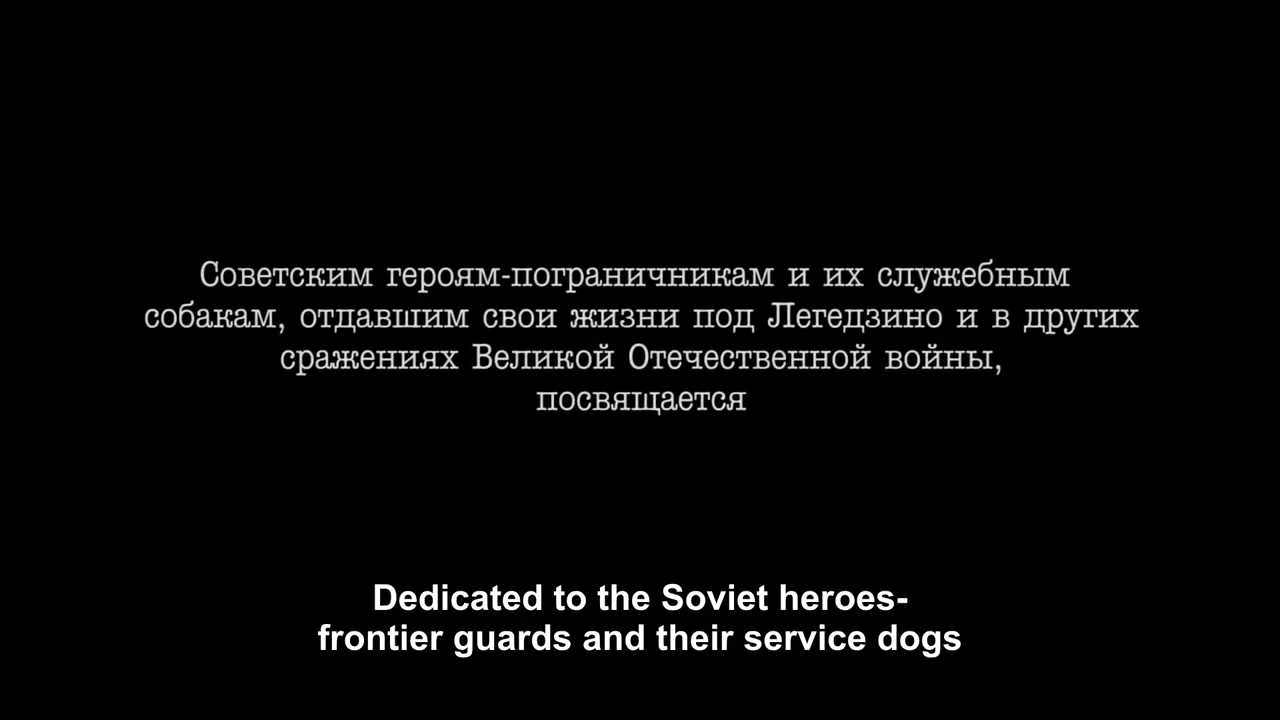 Советским героям-пограничникам и их служебным
собакам, отдавшим свои жизни под Легедзино и в других
сражениях Великой Отечественной войны,
посвящается
Dedicated to the Soviet heroes-
frontier guards and their service dogs